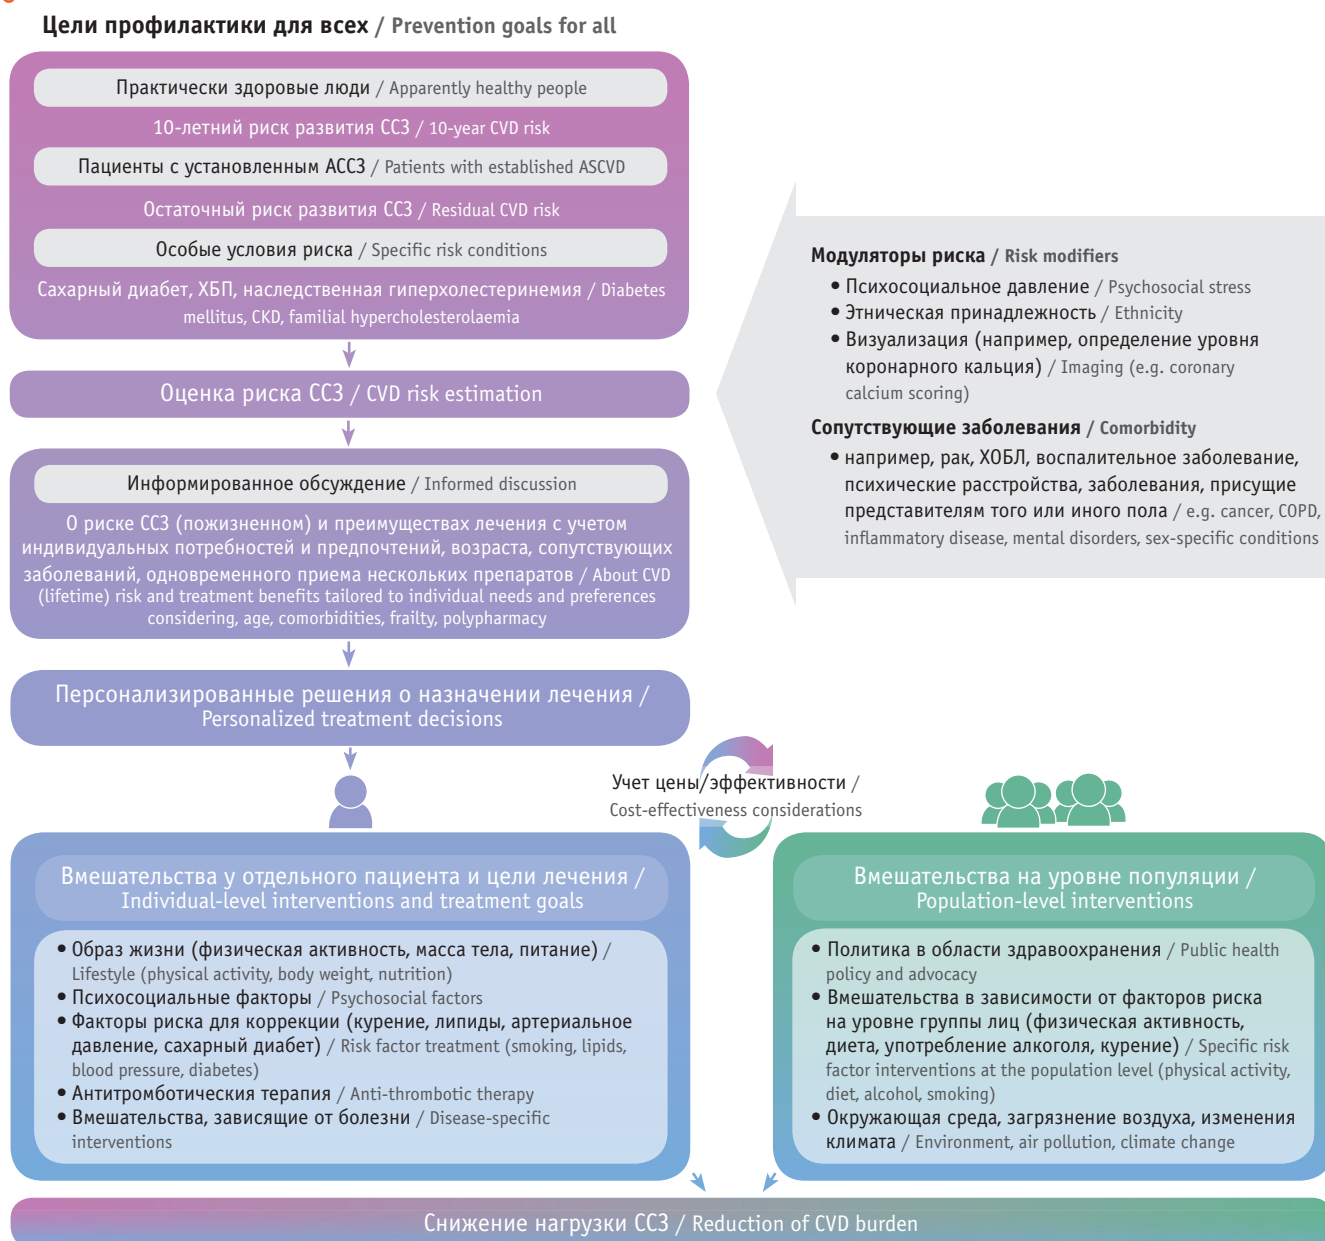 Цели профилактики для всех / Prevention goals for all
Практически здоровые люди / Apparently healthy people
10-летний риск развития ССЗ / 10-year CVD risk
Пациенты с установленным АССЗ / Patients with established ASCVD
Остаточный риск развития ССЗ / Residual CVD risk
Особые условия риска / Specific risk conditions
Сахарный диабет, ХБП, наследственная гиперхолестеринемия / Diabetes
mellitus, CKD, familial hypercholesterolaemia
Оценка риска ССЗ / CVD risk estimation
Модуляторы риска / Risk modifiers
• Психосоциальное давление / Psychosocial stress
• Этническая принадлежность / Ethnicity
• Визуализация (например, определение уровня
коронарного кальция) / Imaging (e.g. coronary
calcium scoring)
Сопутствующие заболевания / Comorbidity
• например, рак, ХОБЛ, воспалительное заболевание,
психические расстройства, заболевания, присущие
представителям того или иного пола / e.g. cancer, COPD,
inflammatory disease, mental disorders, sex-specific conditions
Информированное обсуждение / Informed discussion
О риске ССЗ (пожизненном) и преимуществах лечения с учетом
индивидуальных потребностей и предпочтений, возраста, сопутствующих
заболеваний, одновременного приема нескольких препаратов / About CVD
(lifetime) risk and treatment benefits tailored to individual needs and preferences
considering, age, comorbidities, frailty, polypharmacy
Персонализированные решения о назначении лечения /
Personalized treatment decisions
Учет цены/эффективности /
Cost-effectiveness considerations
Вмешательства у отдельного пациента и цели лечения /
Individual-level interventions and treatment goals
• Образ жизни (физическая активность, масса тела, питание) /
Lifestyle (physical activity, body weight, nutrition)
• Психосоциальные факторы / Psychosocial factors
• Факторы риска для коррекции (курение, липиды, артериальное
давление, сахарный диабет) / Risk factor treatment (smoking, lipids,
blood pressure, diabetes)
• Антитромботическия терапия / Anti-thrombotic therapy
• Вмешательства, зависящие от болезни / Disease-specific
interventions
Вмешательства на уровне популяции /
Population-level interventions
• Политика в области здравоохранения / Public health
policy and advocacy
• Вмешательства в зависимости от факторов риска
на уровне группы лиц (физическая активность,
диета, употребление алкоголя, курение) / Specific risk
factor interventions at the population level (physical activity,
diet, alcohol, smoking)
• Окружающая среда, загрязнение воздуха, изменения
климата / Environment, air pollution, climate change
Снижение нагрузки ССЗ / Reduction of CVD burden